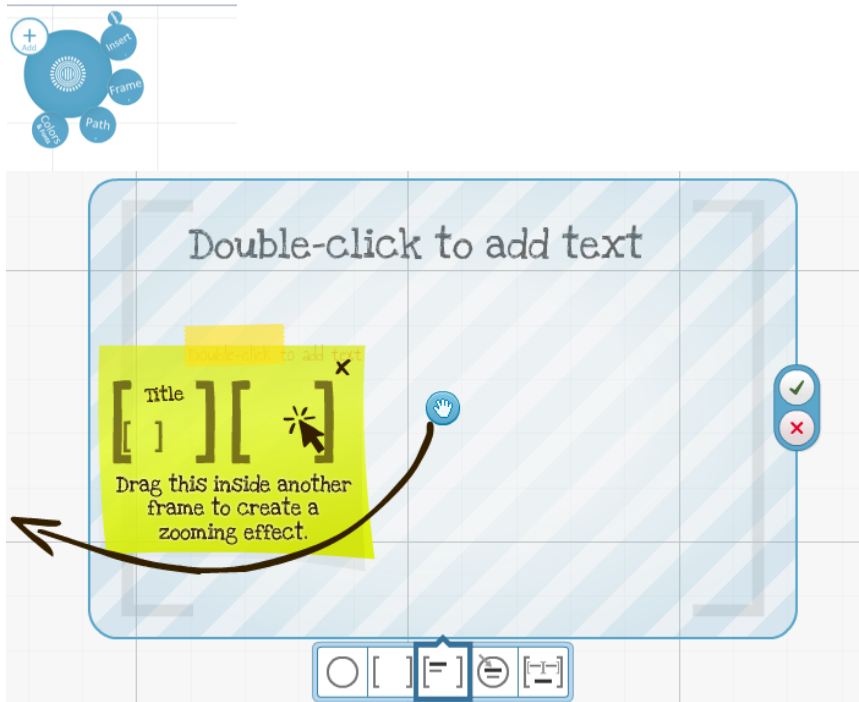 Add
Insert
Frame
Path
Colors
& Fonts
Double-click to add text
Double-click to add text
Title
Drag this inside another
frame to create a
zooming effect.